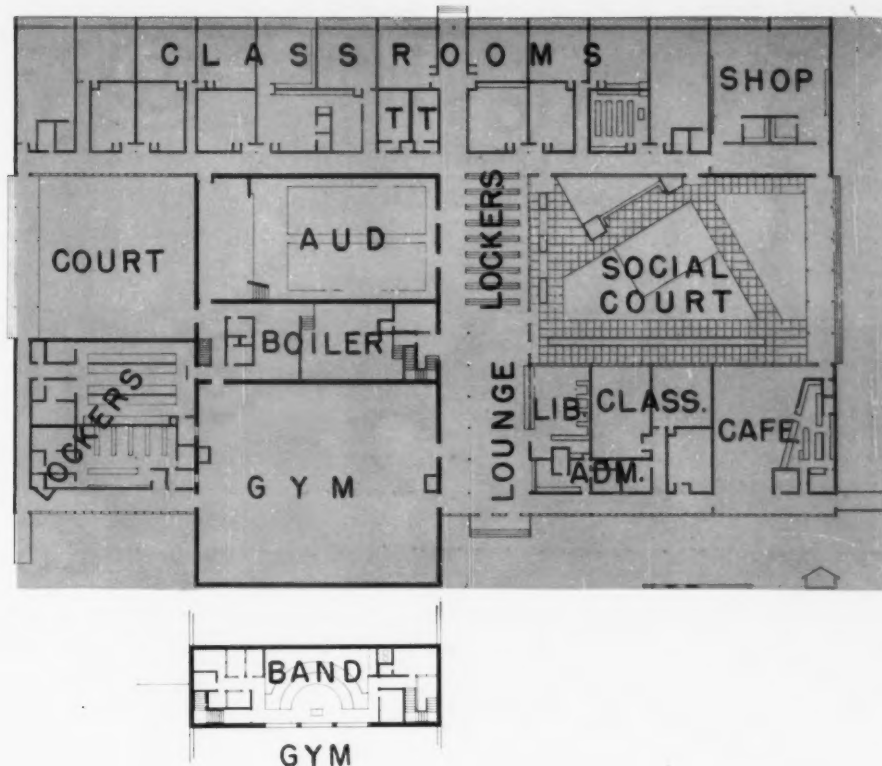 CLASSROOMS
SHOP
T T
COURT
AUD
LOCKERS
SOCIAL
COURT
BOILER
LOCKERS
LOUNGE
LIB.
CLASS.
CAFE
GYM
ADM.
BAND
GYM